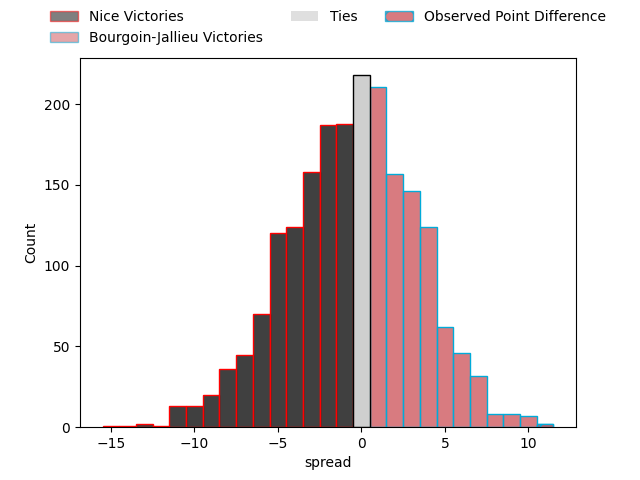 Nice Victories
Bourgoin-Jallieu Victories
Ties
Observed Point Difference
Count
200
150
100
50
0
−15
−10
−5
0
5
10
spread